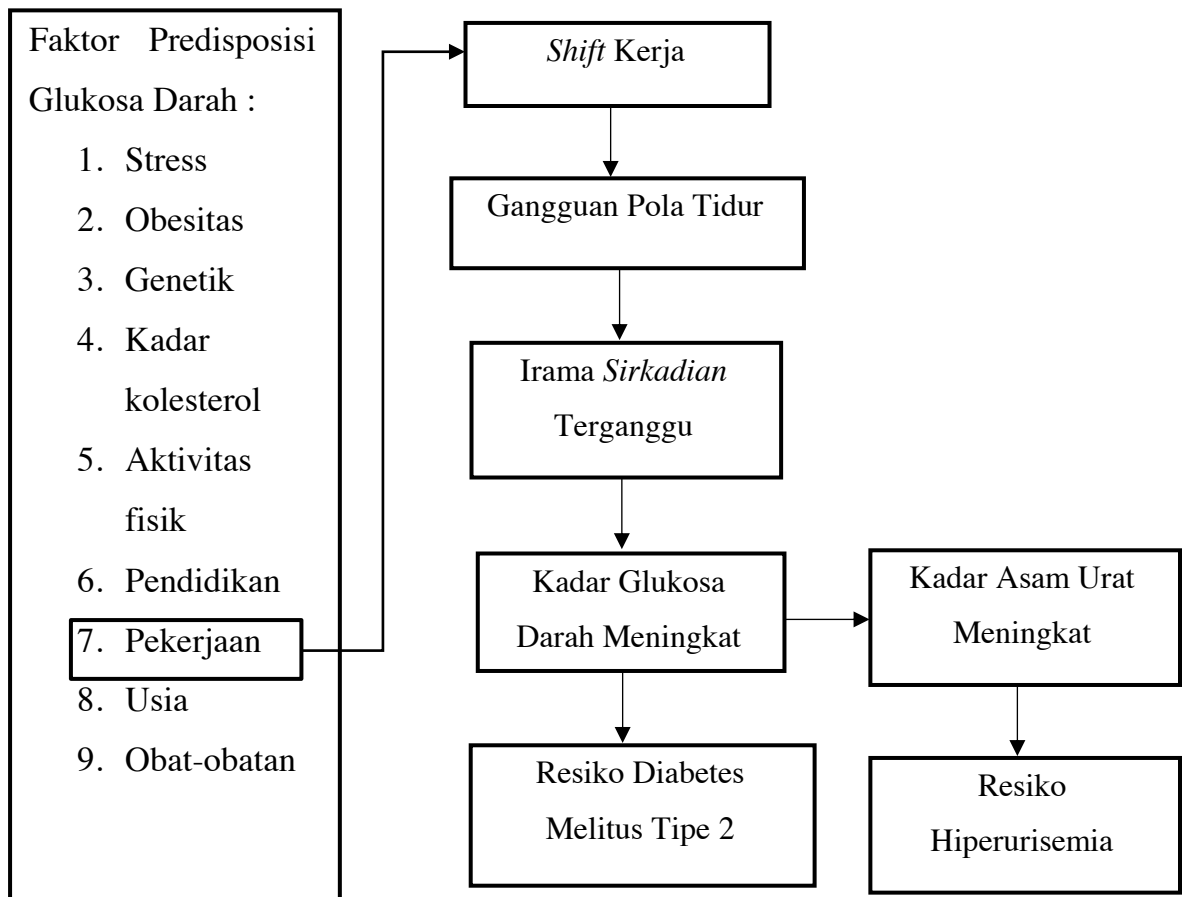 Faktor Predisposisi
Glukosa Darah :
1. Stress
2. Obesitas
3. Genetik
4. Kadar
kolesterol
5. Aktivitas
fisik
6. Pendidikan
7. Pekerjaan
8. Usia
9. Obat-obatan
Shift Kerja
Gangguan Pola Tidur
Irama Sirkadian
Terganggu
Kadar Glukosa
Darah Meningkat
Kadar Asam Urat
Meningkat
Resiko Diabetes
Melitus Tipe 2
Resiko
Hiperurisemia